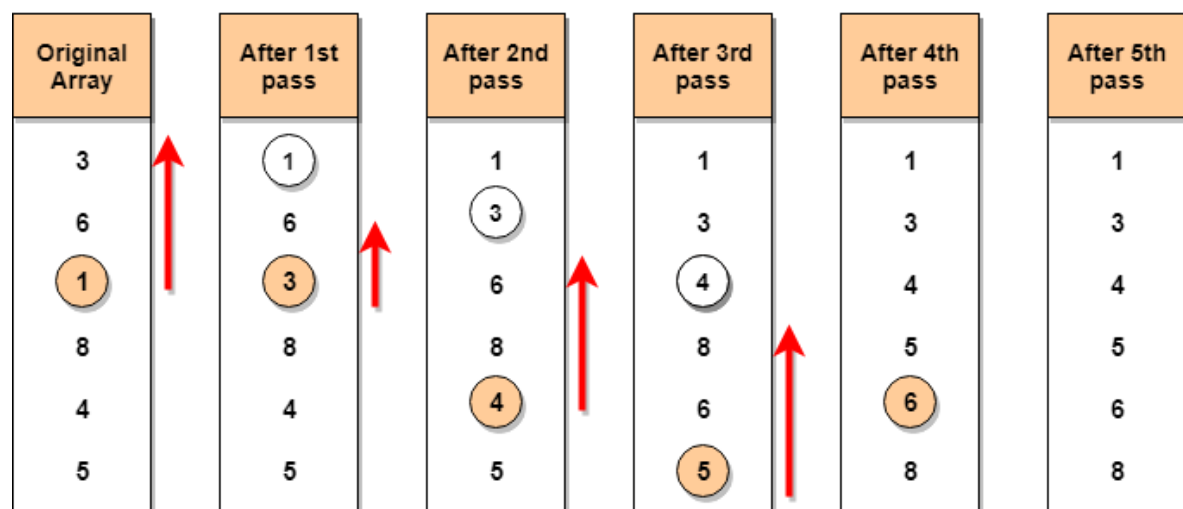 Original
Array
After 1st
pass
After 2nd
pass
After 3rd
pass
After 4th
pass
After 5th
pass
3 1 1 1 1 1
6 6 3 3 3 3
1 3 6 4 4 4
8 8 8 8 5 5
4 4 4 6 6 6
5 5 5 5 8 8